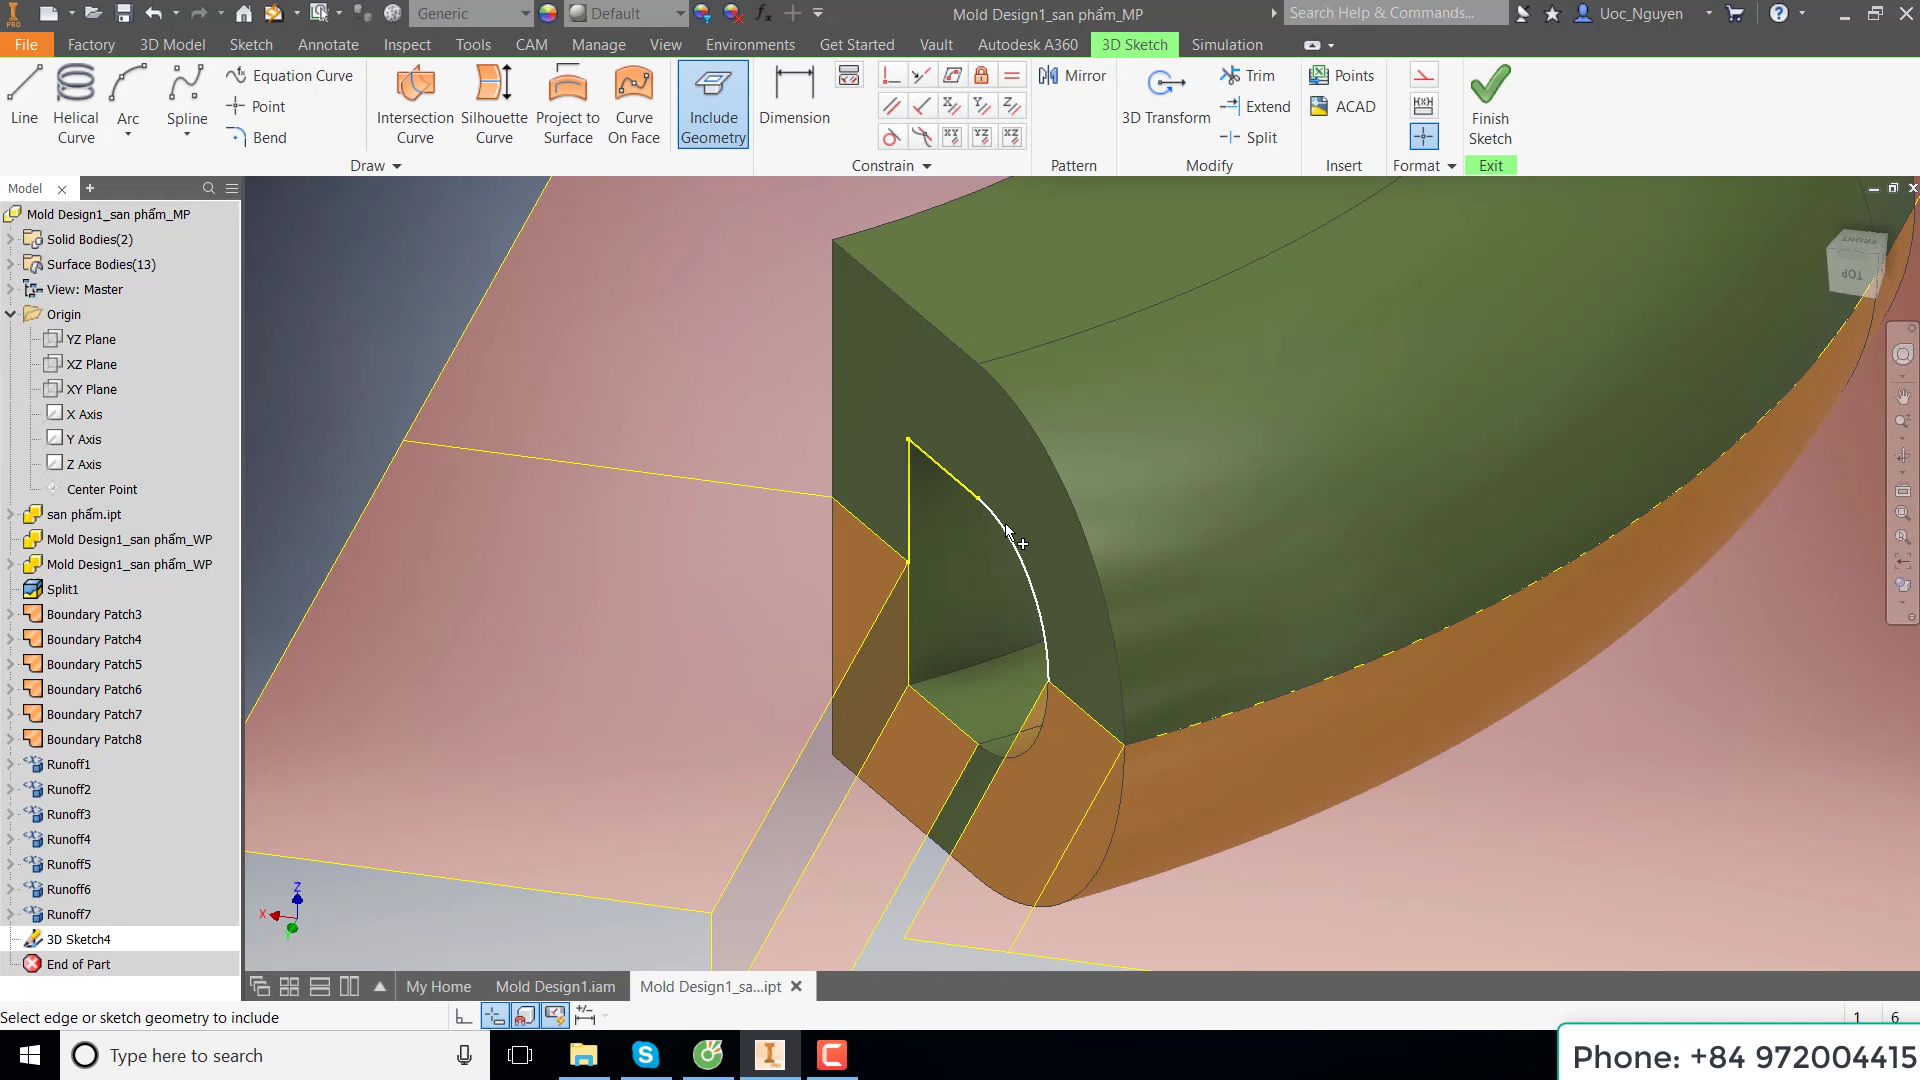 PRO
Generic
Default
fx
Mold Design1_san phẩm_MP
Search Help & Commands...
Uoc_Nguyen
File
Factory
3D Model
Sketch
Annotate
Inspect
Tools
CAM
Manage
View
Environments
Get Started
Vault
Autodesk A360
3D Sketch
Simulation
Line
Helical
Curve
Arc
Spline
Equation Curve
Point
Bend
Intersection
Curve
Silhouette
Curve
Project to
Surface
Curve
On Face
Include
Geometry
Dimension
Mirror
3D Transform
Trim
Extend
Split
Points
ACAD
Finish
Sketch
Draw
Constrain
Pattern
Modify
Insert
Format
Exit
Model
Mold Design1_san phẩm_MP
Solid Bodies(2)
Surface Bodies(13)
View: Master
Origin
YZ Plane
XZ Plane
XY Plane
X Axis
Y Axis
Z Axis
Center Point
san phẩm.ipt
Mold Design1_san phẩm_WP
Mold Design1_san phẩm_WP
Split1
Boundary Patch3
Boundary Patch4
Boundary Patch5
Boundary Patch6
Boundary Patch7
Boundary Patch8
Runoff1
Runoff2
Runoff3
Runoff4
Runoff5
Runoff6
Runoff7
3D Sketch4
End of Part
FRONT
TOP
Z
X
My Home
Mold Design1.iam
Mold Design1_sa...ipt
Select edge or sketch geometry to include
1
6
Type here to search
Phone: +84 972004415